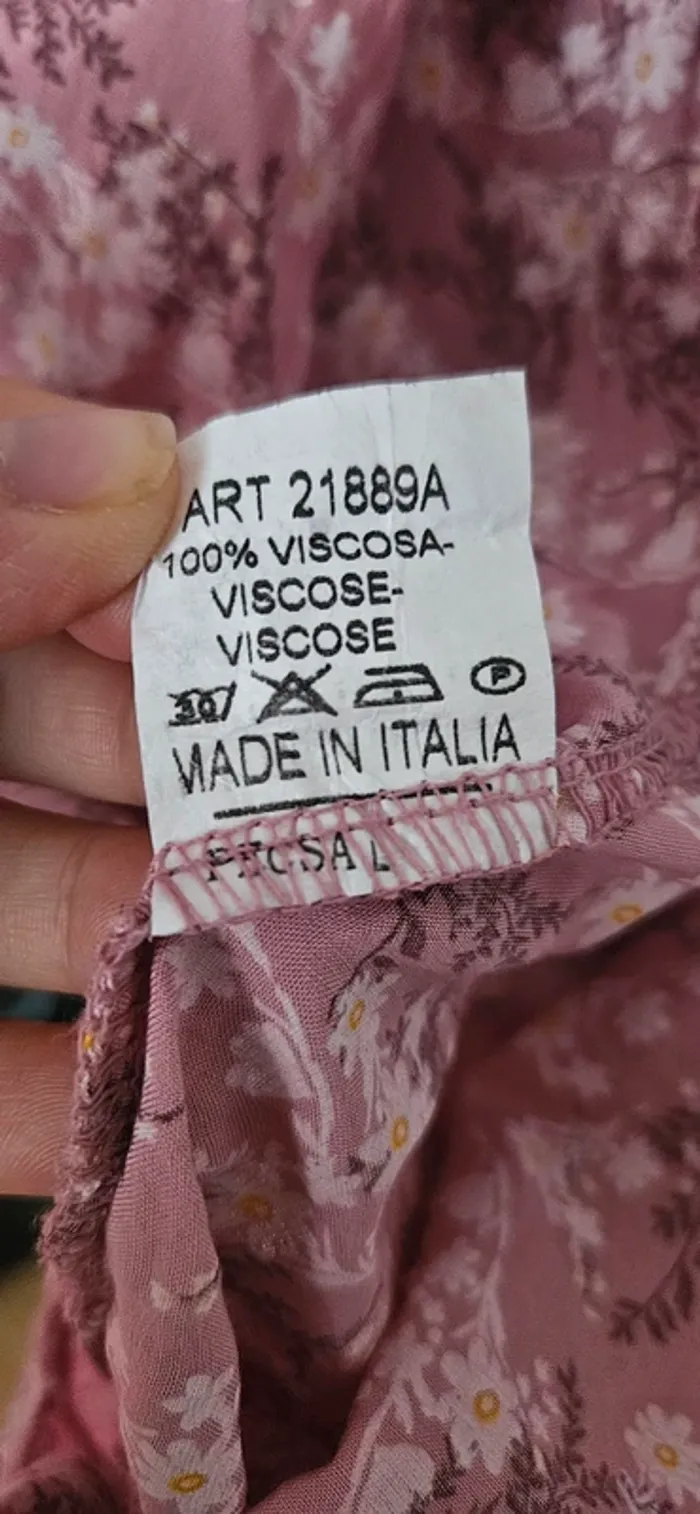 ART 21889A
100% VISCOSA-
VISCOSE-
VISCOSE
30 P
MADE IN ITALIA